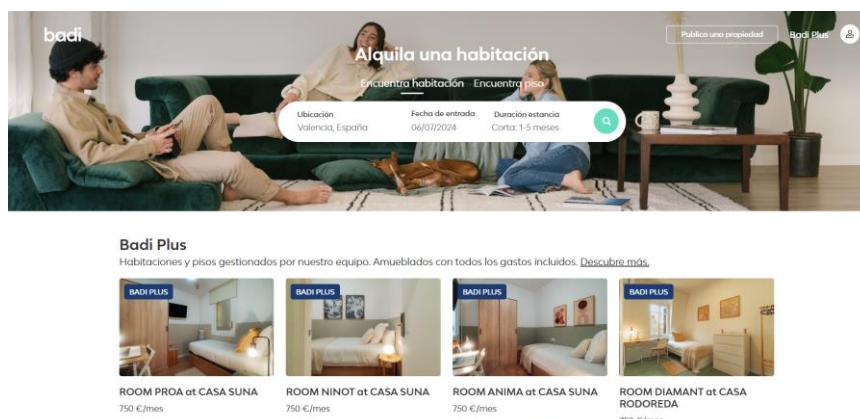 badi
Publica una propiedad
Badi Plus
Alquila una habitación
Encuentra habitación Encuentra piso
Ubicación Fecha de entrada Duración estancia
Valencia, España 06/07/2024 Corta: 1-5 meses
Badi Plus
Habitaciones y pisos gestionados por nuestro equipo. Amueblados con todos los gastos incluidos. Descubre más.
BADI PLUS BADI PLUS BADI PLUS BADI PLUS
ROOM PROA at CASA SUNA ROOM NINOT at CASA SUNA ROOM ANIMA at CASA SUNA ROOM DIAMANT at CASA
RODOREDA
750 €/mes 750 €/mes 750 €/mes